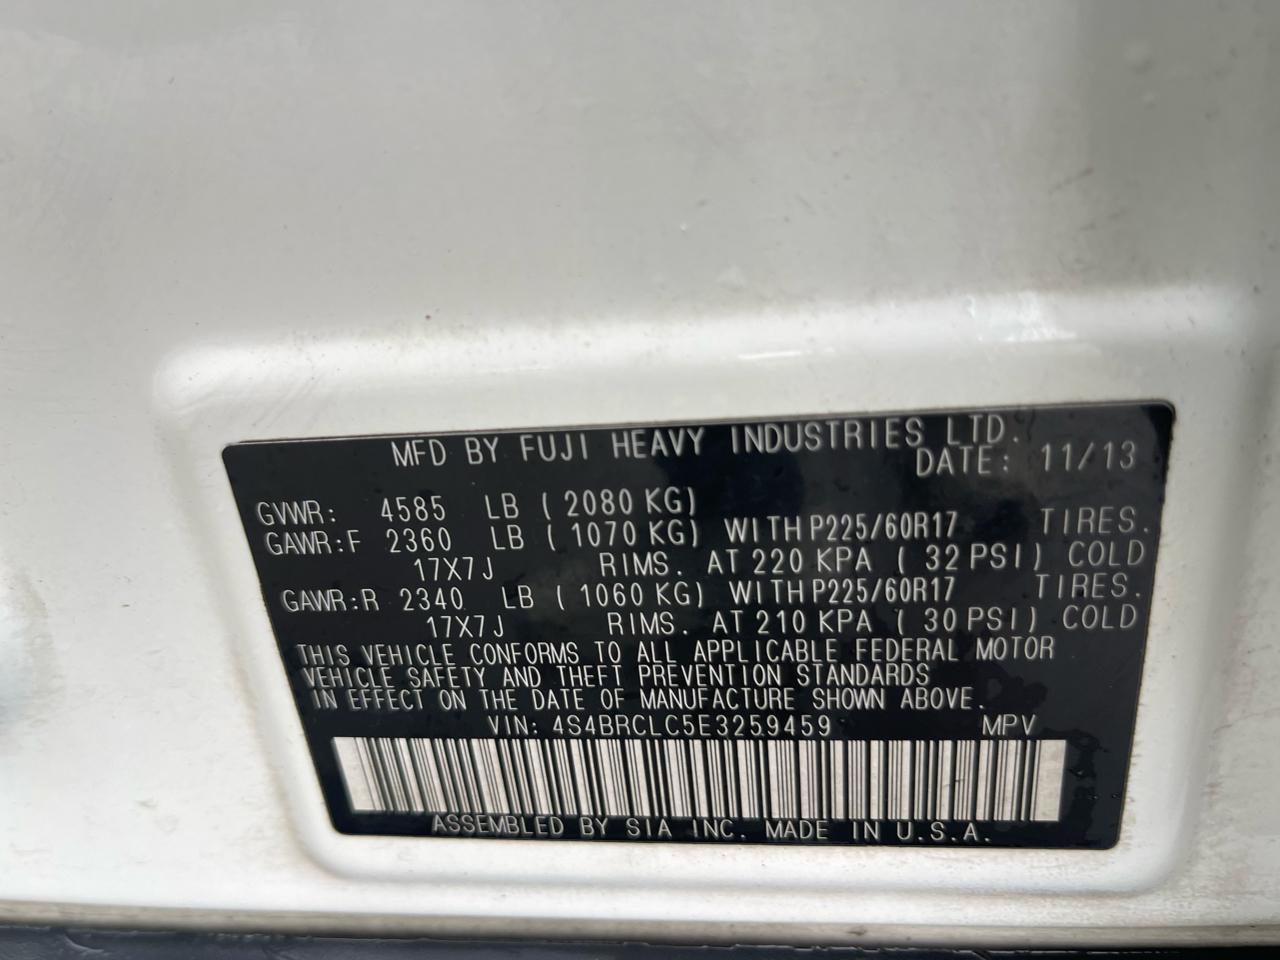 MFD BY FUJI HEAVY INDUSTRIES LTD.
DATE: 11/13
GVWR: 4585 LB ( 2080 KG)
GAWR:F 2360 LB ( 1070 KG) WITH P225/60R17 TIRES.
17X7J RIMS. AT 220 KPA ( 32 PSI) COLD
GAWR:R 2340 LB ( 1060 KG) WITH P225/60R17 TIRES.
17X7J RIMS. AT 210 KPA ( 30 PSI) COLD
THIS VEHICLE CONFORMS TO ALL APPLICABLE FEDERAL MOTOR
VEHICLE SAFETY AND THEFT PREVENTION STANDARDS
IN EFFECT ON THE DATE OF MANUFACTURE SHOWN ABOVE.
VIN: 4S4BRCLC5E3259459 MPV
ASSEMBLED BY SIA INC. MADE IN U.S.A.